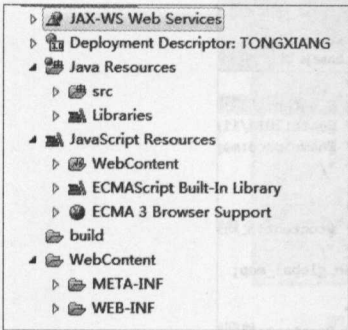 JAX-WS Web Services
Deployment Descriptor: TONGXIANG
Java Resources
src
Libraries
JavaScript Resources
WebContent
ECMAScript Built-In Library
ECMA 3 Browser Support
build
WebContent
META-INF
WEB-INF